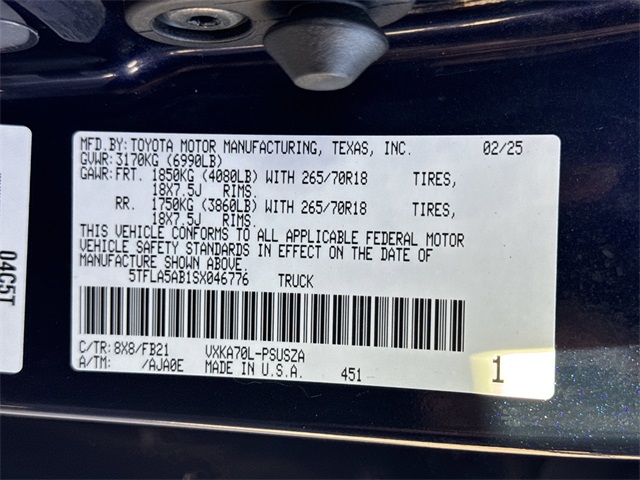 MFD.BY:TOYOTA MOTOR MANUFACTURING, TEXAS, INC. 02/25
GVWR:3170KG (6990LB)
GAWR:FRT. 1850KG (4080LB) WITH 265/70R18 TIRES,
18X7.5J RIMS.
RR. 1750KG (3860LB) WITH 265/70R18 TIRES,
18X7.5J RIMS.
THIS VEHICLE CONFORMS TO ALL APPLICABLE FEDERAL MOTOR
VEHICLE SAFETY STANDARDS IN EFFECT ON THE DATE OF
MANUFACTURE SHOWN ABOVE.
5TFLA5AB1SX046776 TRUCK
C/TR:8X8/FB21 VXKA70L-PSUSZA
A/TM: /AJA0E MADE IN U.S.A. 451 1
04C5T